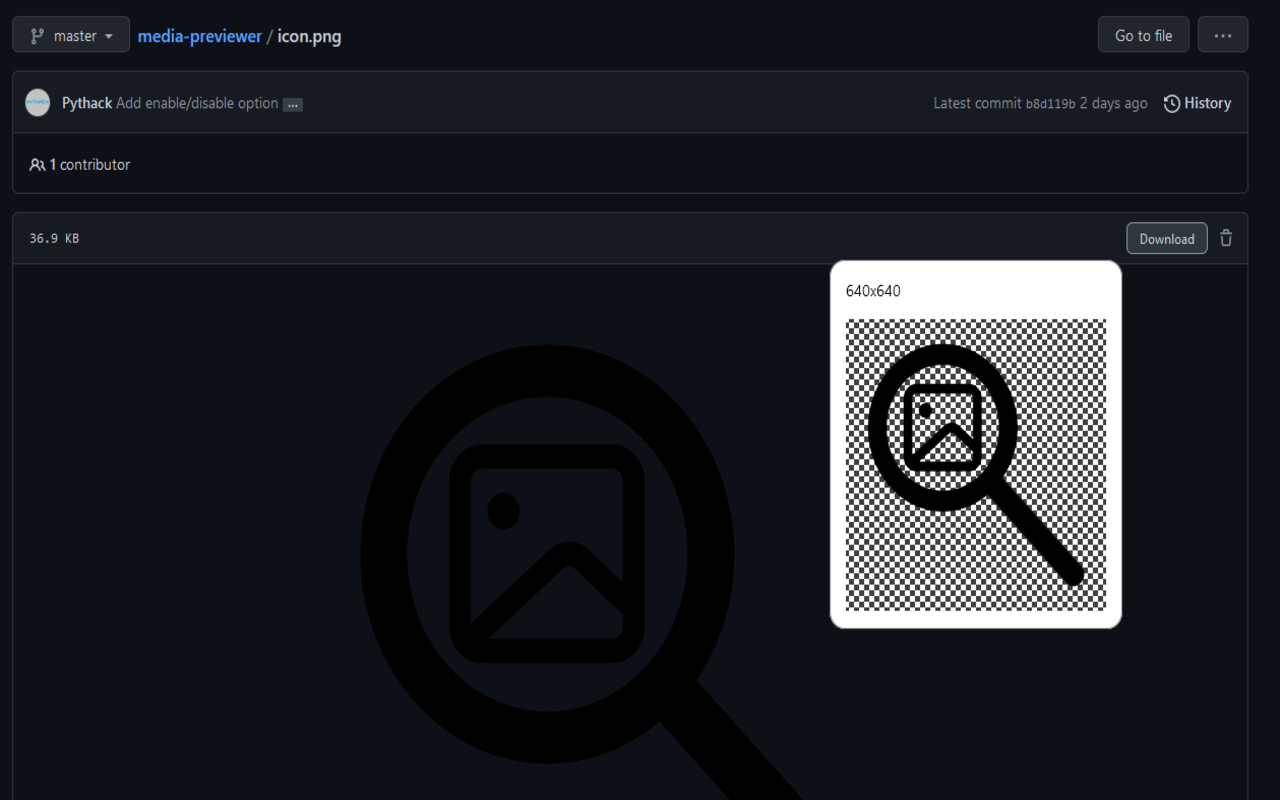 master media-previewer / icon.png Go to file ...
Pythack Add enable/disable option ... Latest commit b8d119b 2 days ago History
1 contributor
36.9 KB Download
640x640